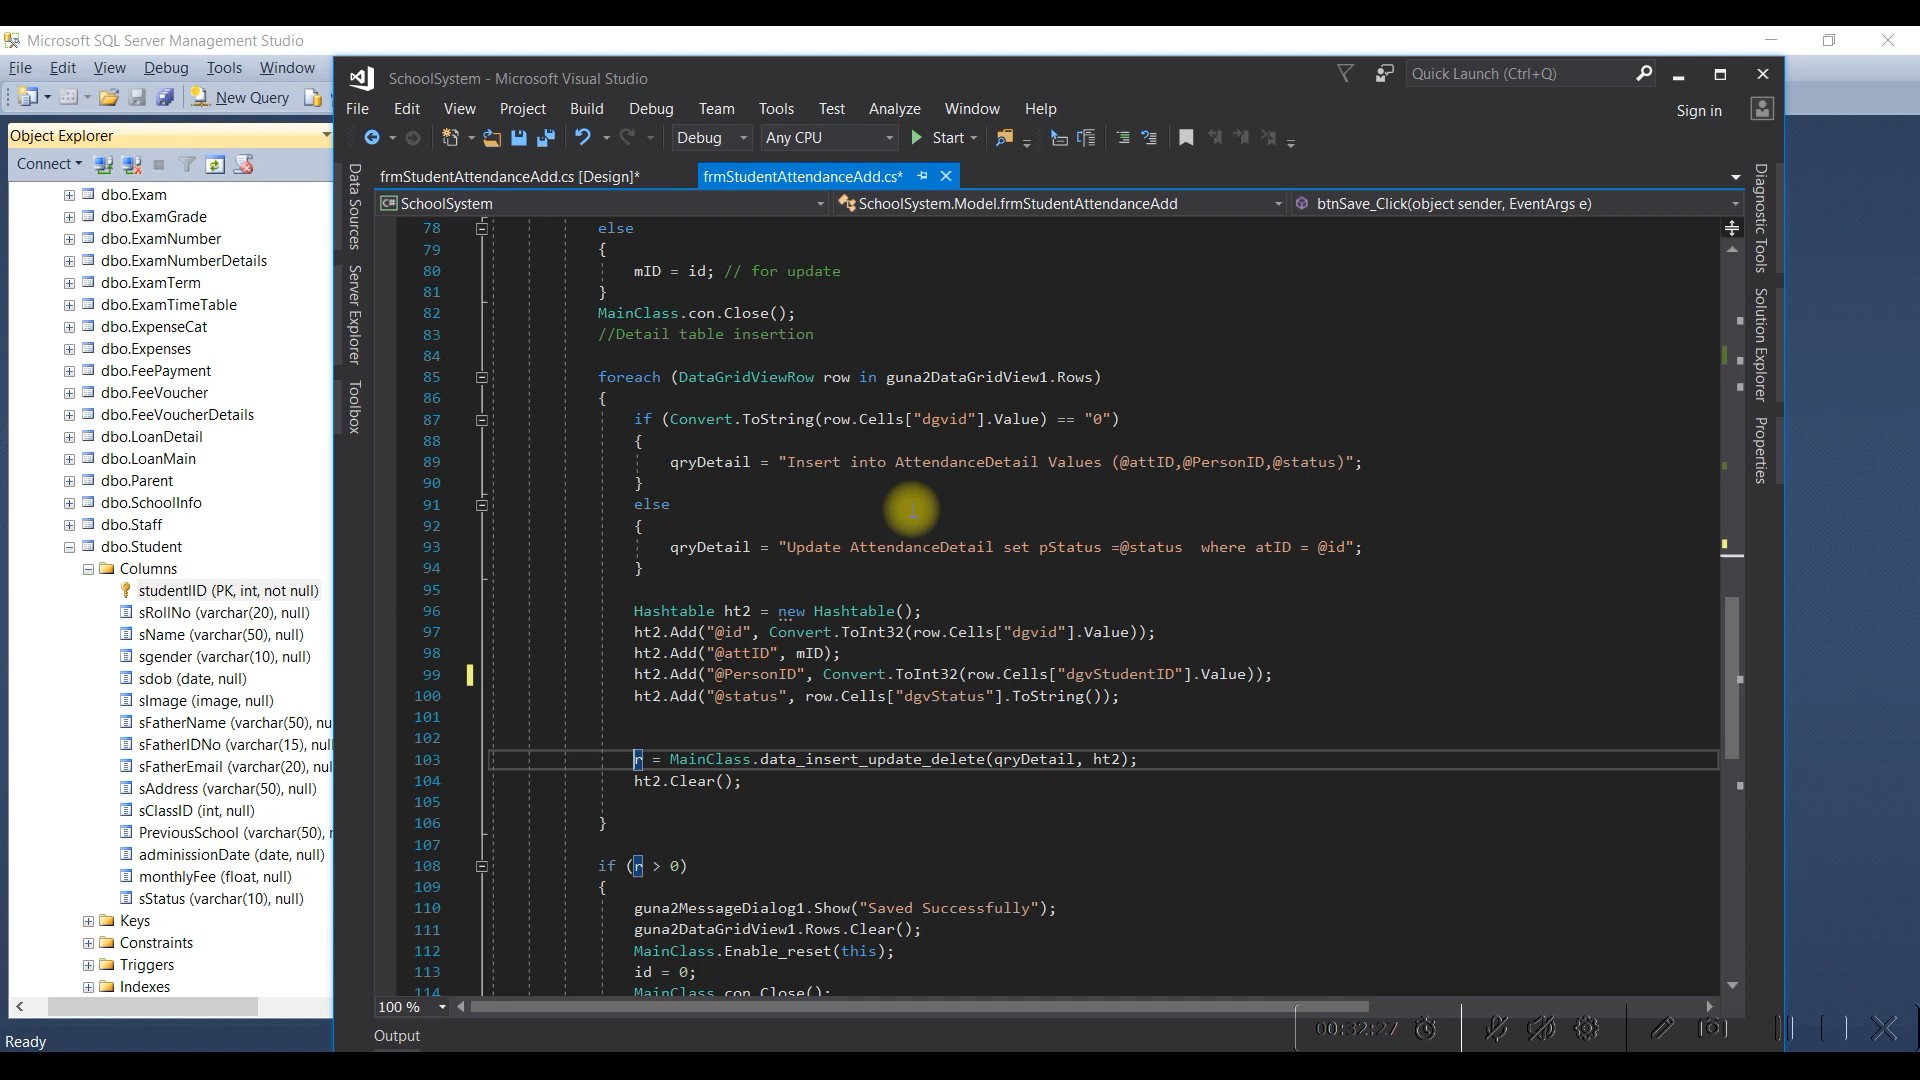 Microsoft SQL Server Management Studio
File Edit View Debug Tools Window
New Query
Object Explorer
Connect
dbo.Exam
dbo.ExamGrade
dbo.ExamNumber
dbo.ExamNumberDetails
dbo.ExamTerm
dbo.ExamTimeTable
dbo.ExpenseCat
dbo.Expenses
dbo.FeePayment
dbo.FeeVoucher
dbo.FeeVoucherDetails
dbo.LoanDetail
dbo.LoanMain
dbo.Parent
dbo.SchoolInfo
dbo.Staff
dbo.Student
Columns
studentIID (PK, int, not null)
sRollNo (varchar(20), null)
sName (varchar(50), null)
sgender (varchar(10), null)
sdob (date, null)
sImage (image, null)
sFatherName (varchar(50), nu
sFatherIDNo (varchar(15), nul
sFatherEmail (varchar(20), nu
sAddress (varchar(50), null)
sClassID (int, null)
PreviousSchool (varchar(50), r
adminissionDate (date, null)
monthlyFee (float, null)
sStatus (varchar(10), null)
Keys
Constraints
Triggers
Indexes
Ready
SchoolSystem - Microsoft Visual Studio
Quick Launch (Ctrl+Q)
File Edit View Project Build Debug Team Tools Test Analyze Window Help
Sign in
Debug Any CPU Start
Data Sources
Server Explorer
Toolbox
frmStudentAttendanceAdd.cs [Design]* frmStudentAttendanceAdd.cs*
SchoolSystem SchoolSystem.Model.frmStudentAttendanceAdd btnSave_Click(object sender, EventArgs e)
78 else
79 {
80 mID = id; // for update
81 }
82 MainClass.con.Close();
83 //Detail table insertion
84
85 foreach (DataGridViewRow row in guna2DataGridView1.Rows)
86 {
87 if (Convert.ToString(row.Cells["dgvid"].Value) == "0")
88 {
89 qryDetail = "Insert into AttendanceDetail Values (@attID,@PersonID,@status)";
90 }
91 else
92 {
93 qryDetail = "Update AttendanceDetail set pStatus =@status  where atID = @id";
94 }
95
96 Hashtable ht2 = new Hashtable();
97 ht2.Add("@id", Convert.ToInt32(row.Cells["dgvid"].Value));
98 ht2.Add("@attID", mID);
99 ht2.Add("@PersonID", Convert.ToInt32(row.Cells["dgvStudentID"].Value));
100 ht2.Add("@status", row.Cells["dgvStatus"].ToString());
101
102
103 r = MainClass.data_insert_update_delete(qryDetail, ht2);
104 ht2.Clear();
105
106 }
107
108 if (r > 0)
109 {
110 guna2MessageDialog1.Show("Saved Successfully");
111 guna2DataGridView1.Rows.Clear();
112 MainClass.Enable_reset(this);
113 id = 0;
114 MainClass.con.Close();
100 %
Output
Diagnostic Tools
Solution Explorer
Properties
00:32:27